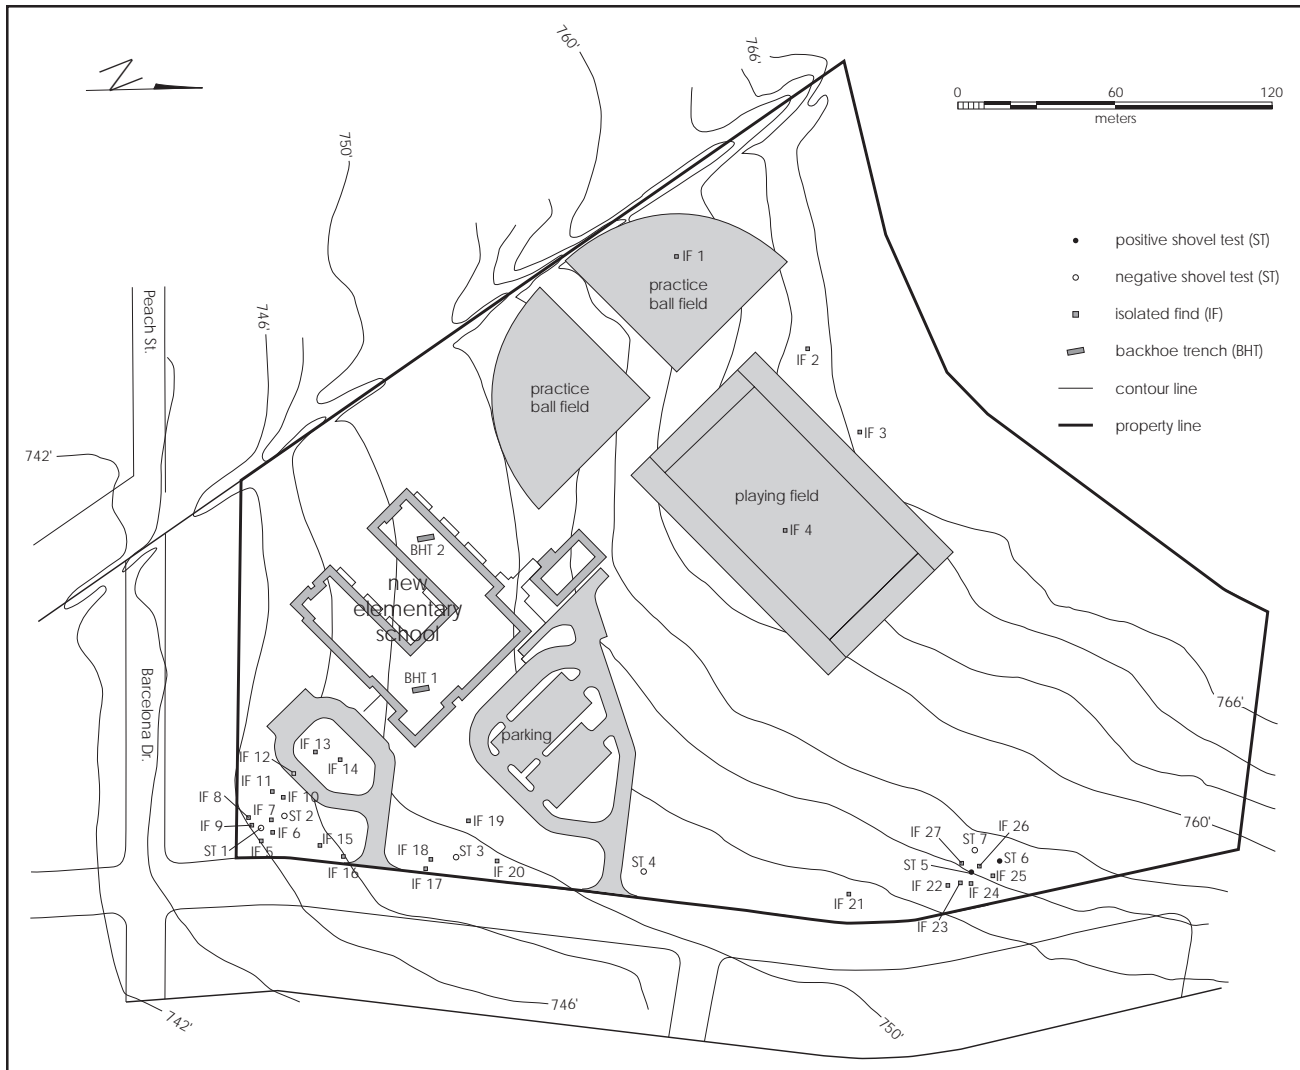 760'
766'
N
0 60 120
meters
750'
positive shovel test (ST)
negative shovel test (ST)
isolated find (IF)
backhoe trench (BHT)
contour line
property line
IF 1
practice
ball field
Peach St.
746'
IF 2
practice
ball field
IF 3
742'
playing field
IF 4
BHT 2
new
elementary
school
BHT 1
Barcelona Dr.
766'
parking
IF 13
IF 12
IF 14
IF 11
IF 10
IF 8
IF 7
ST 2
IF 9
IF 6
ST 1
IF 5
IF 15
IF 16
IF 19
IF 18
ST 3
IF 17
IF 20
ST 4
760'
IF 26
IF 27
ST 7
ST 5
ST 6
IF 25
IF 22
IF 24
IF 21
IF 23
746'
742'
750'